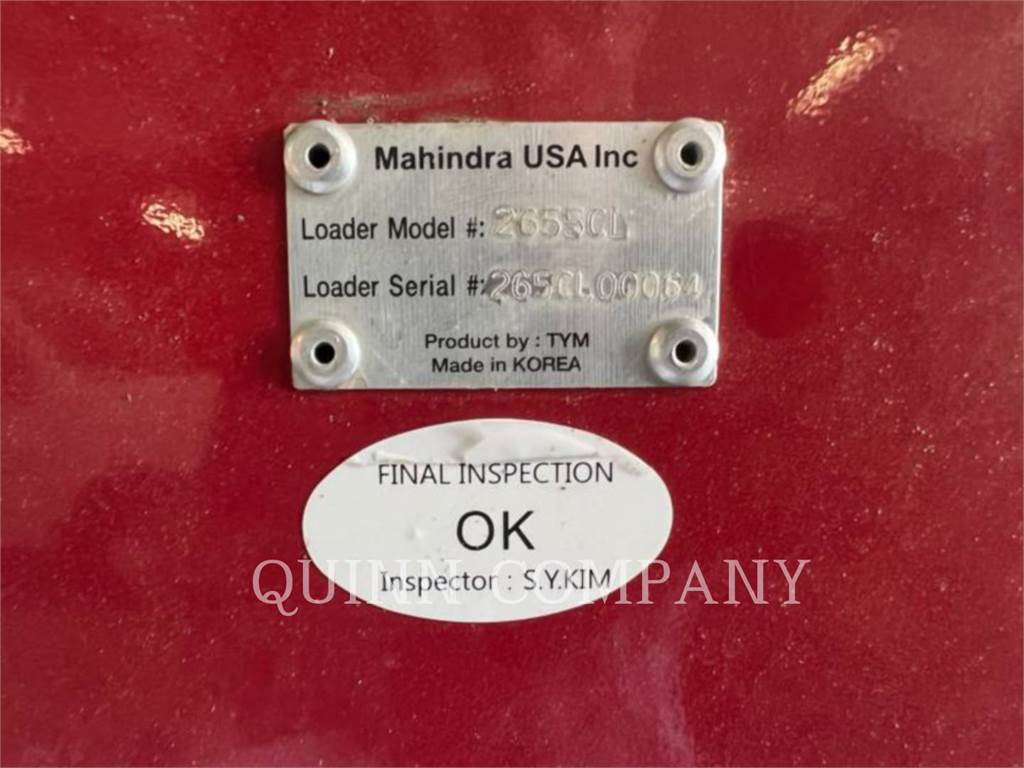 Mahindra USA Inc
Loader Model #: 2655CL
Loader Serial #: 265CL00064
Product by : TYM
Made in KOREA
FINAL INSPECTION
OK
Inspector : S.Y.KIM
QUINN COMPANY